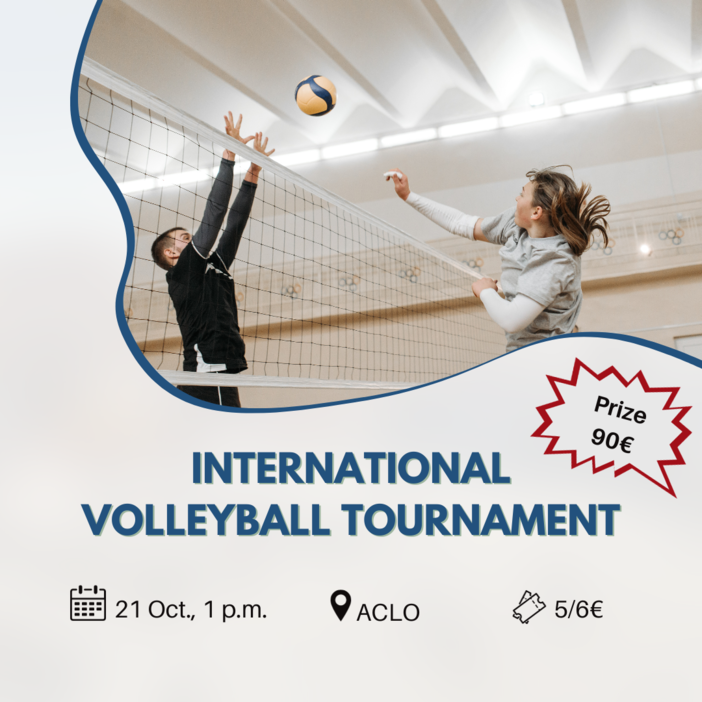 Prize
90€
INTERNATIONAL
VOLLEYBALL TOURNAMENT
21 Oct., 1 p.m.
ACLO
5/6€